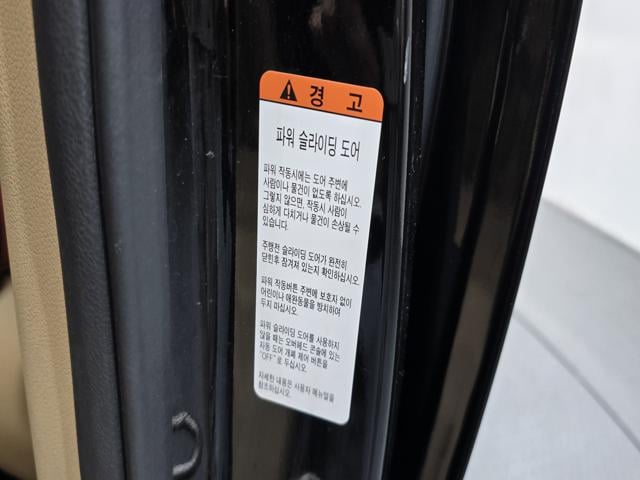 경 고
파워 슬라이딩 도어
파워 작동시에는 도어 주변에
사람이나 물건이 없도록 하십시오.
그렇지 않으면, 작동시 사람이
심하게 다치거나 물건이 손상될 수
있습니다.
주행전 슬라이딩 도어가 완전히
닫힌후 잠겨져 있는지 확인하십시오.
파워 작동버튼 주변에 보호자 없이
어린이나 애완동물을 방치하여
두지 마십시오.
파워 슬라이딩 도어를 사용하지
않을 때는 오버헤드 콘솔에 있는
자동 도어 개폐 제어 버튼을
"OFF"로 두십시오.
자세한 내용은 사용자 매뉴얼을
참조하십시오.